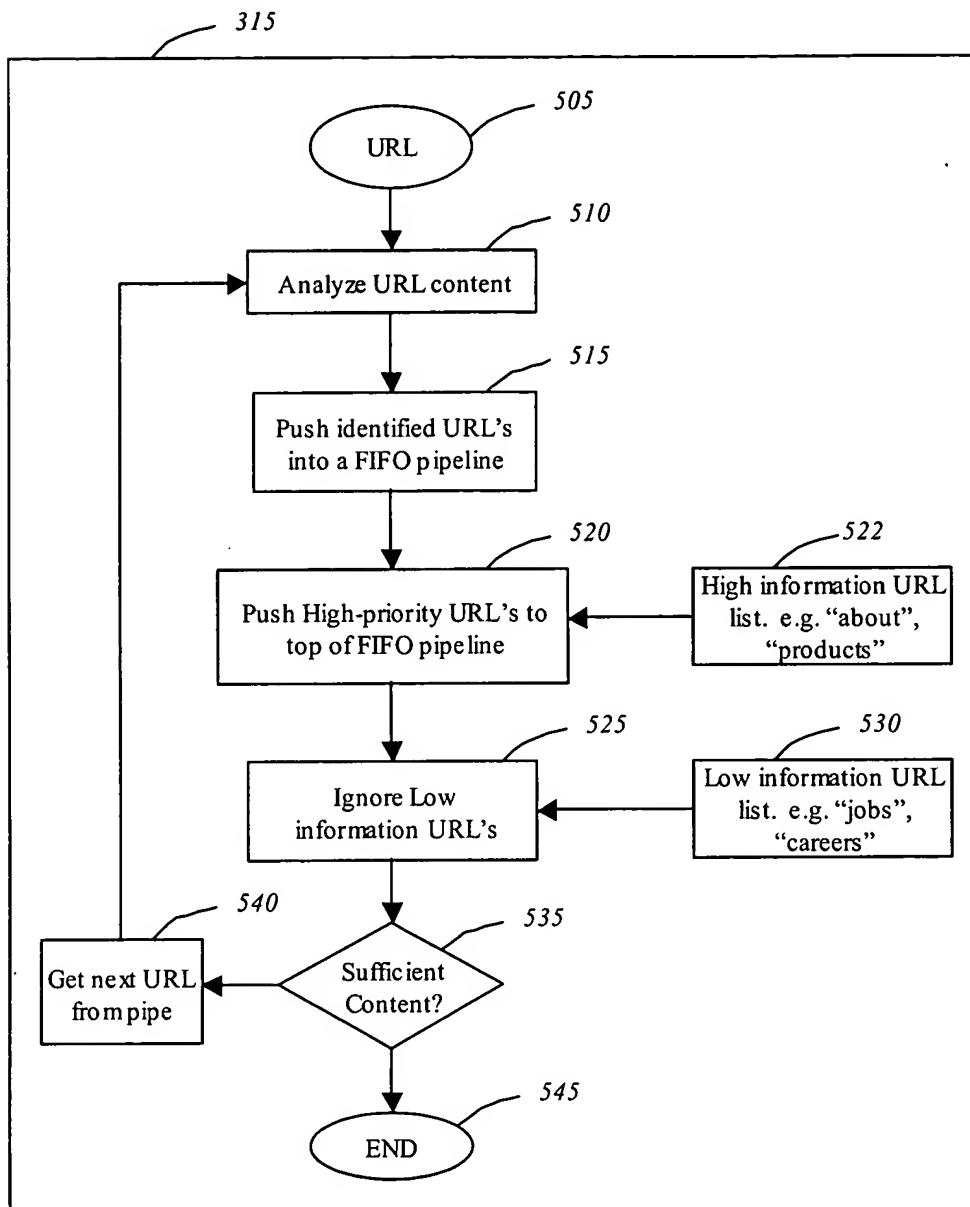 315
505
URL
510
Analyze URL content
515
Push identified URL's
into a FIFO pipeline
520
Push High-priority URL's to
top of FIFO pipeline
522
High information URL
list. e.g. "about",
"products"
525
Ignore Low
information URL's
530
Low information URL
list. e.g. "jobs",
"careers"
535
Sufficient
Content?
540
Get next URL
from pipe
545
END